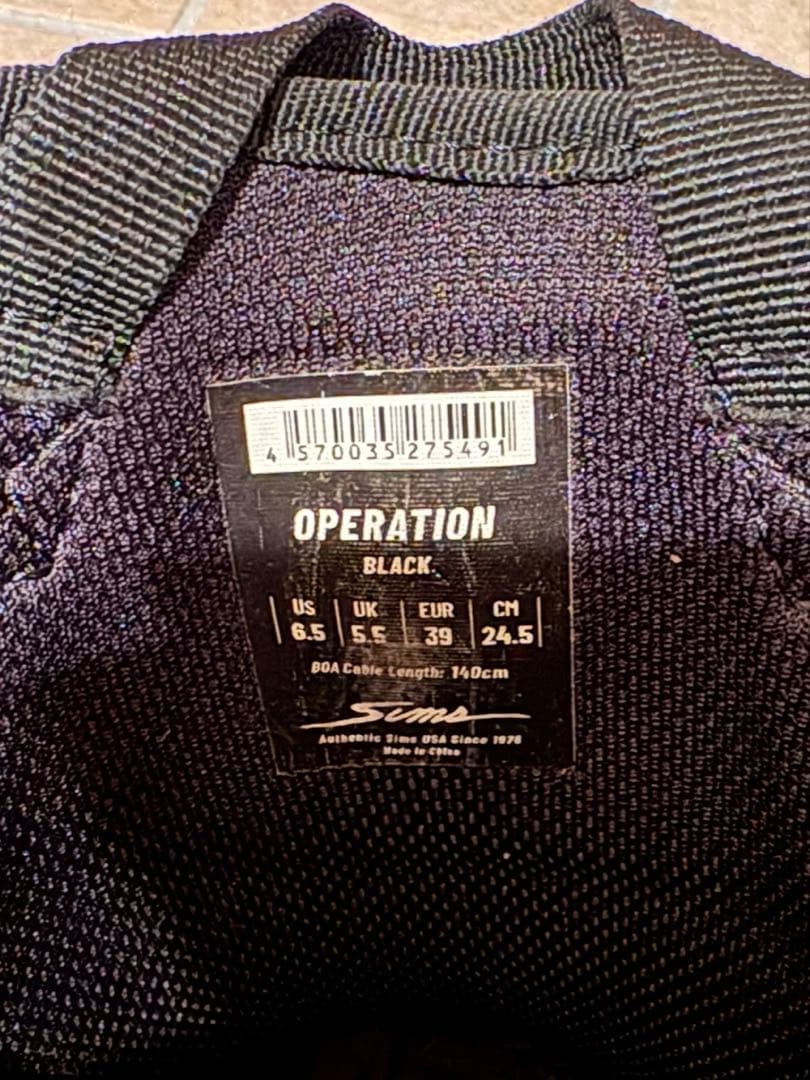 4 570035 275491
OPERATION
BLACK
US UK EUR CM
6.5 5.5 39 24.5
BOA Cable Length: 140cm
Sims
Authentic Sims USA Since 1976
Made in China